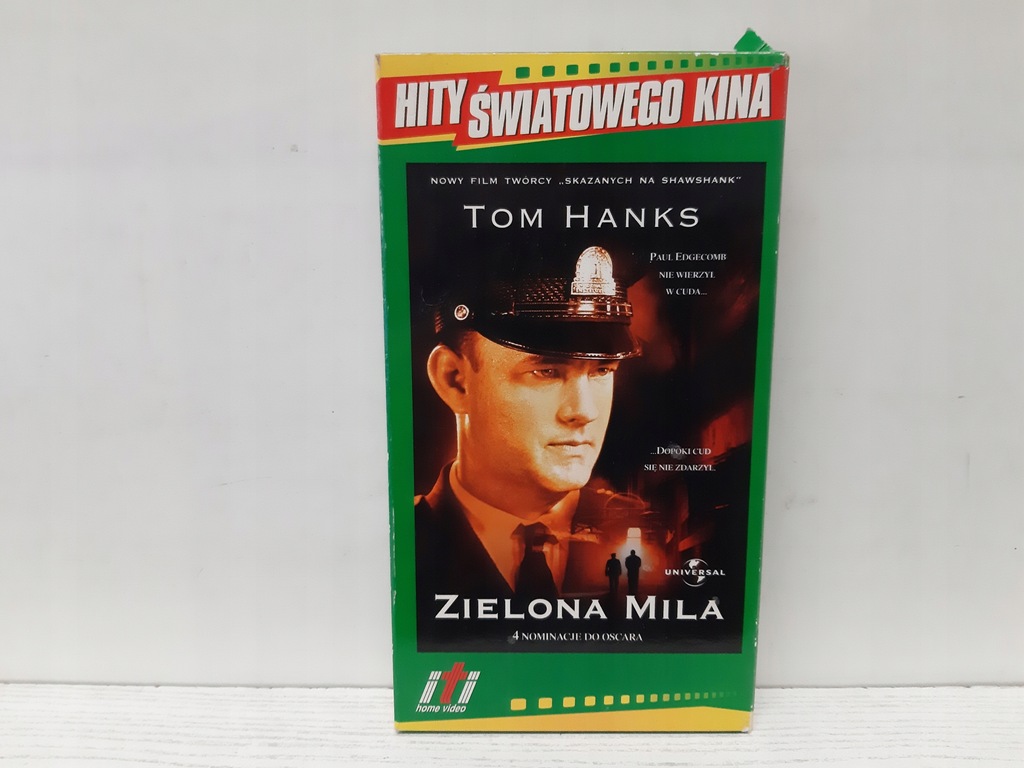 HITY ŚWIATOWEGO KINA
NOWY FILM TWÓRCY „SKAZANYCH NA SHAWSHANK"
TOM HANKS
PAUL EDGECOMB
NIE WIERZYŁ
W CUDA...
...DOPÓKI CUD
SIĘ NIE ZDARZYŁ.
UNIVERSAL
ZIELONA MILA
4 NOMINACJE DO OSCARA
iti
home video